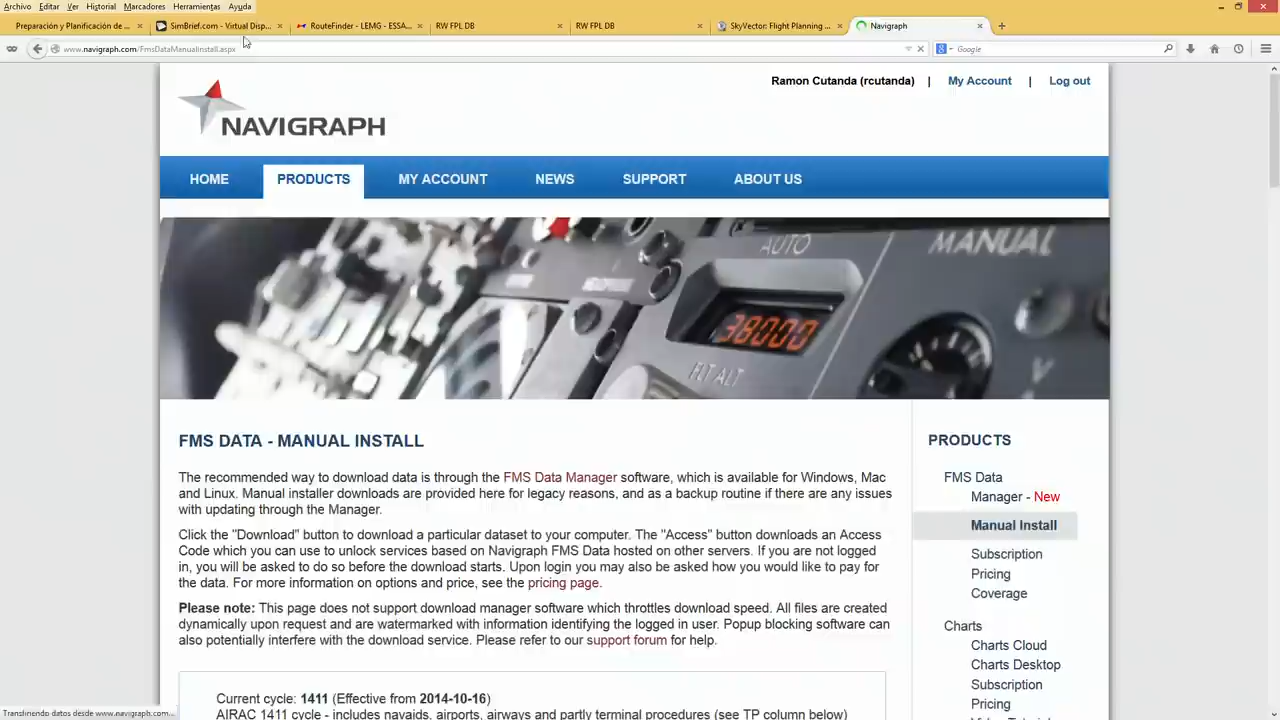 Archivo Editar Ver Historial Marcadores Herramientas Ayuda
Preparación y Planificación de ... × SimBrief.com - Virtual Disp... × RouteFinder - LEMG - ESSA... × RW FPL DB × RW FPL DB × SkyVector: Flight Planning ... × Navigraph × +
www.navigraph.com/FmsDataManualinstall.aspx Google
Ramon Cutanda (rcutanda) | My Account | Log out
NAVIGRAPH
HOME PRODUCTS MY ACCOUNT NEWS SUPPORT ABOUT US
AUTO MANUAL
38000
FLT ALT
FMS DATA - MANUAL INSTALL
The recommended way to download data is through the FMS Data Manager software, which is available for Windows, Mac
and Linux. Manual installer downloads are provided here for legacy reasons, and as a backup routine if there are any issues
with updating through the Manager.
Click the "Download" button to download a particular dataset to your computer. The "Access" button downloads an Access
Code which you can use to unlock services based on Navigraph FMS Data hosted on other servers. If you are not logged
in, you will be asked to do so before the download starts. Upon login you may also be asked how you would like to pay for
the data. For more information on options and price, see the pricing page.
Please note: This page does not support download manager software which throttles download speed. All files are created
dynamically upon request and are watermarked with information identifying the logged in user. Popup blocking software can
also potentially interfere with the download service. Please refer to our support forum for help.
Current cycle: 1411 (Effective from 2014-10-16)
AIRAC 1411 cycle - includes navaids, airports, airways and partly terminal procedures (see TP column below)
PRODUCTS
FMS Data
Manager - New
Manual Install
Subscription
Pricing
Coverage
Charts
Charts Cloud
Charts Desktop
Subscription
Pricing
Transfiriendo datos desde www.navigraph.com...